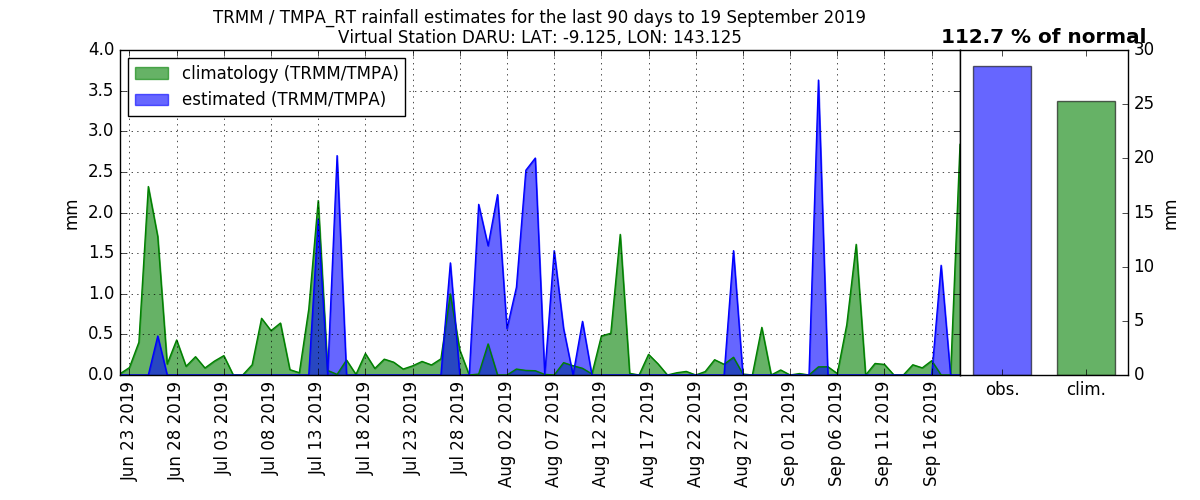 TRMM / TMPA_RT rainfall estimates for the last 90 days to 19 September 2019
Virtual Station DARU: LAT: -9.125, LON: 143.125
112.7 % of normal
climatology (TRMM/TMPA)
estimated (TRMM/TMPA)
4.0
3.5
3.0
2.5
2.0
1.5
1.0
0.5
0.0
mm
Jun 23 2019
Jun 28 2019
Jul 03 2019
Jul 08 2019
Jul 13 2019
Jul 18 2019
Jul 23 2019
Jul 28 2019
Aug 02 2019
Aug 07 2019
Aug 12 2019
Aug 17 2019
Aug 22 2019
Aug 27 2019
Sep 01 2019
Sep 06 2019
Sep 11 2019
Sep 16 2019
obs.
clim.
30
25
20
15
10
5
0
mm